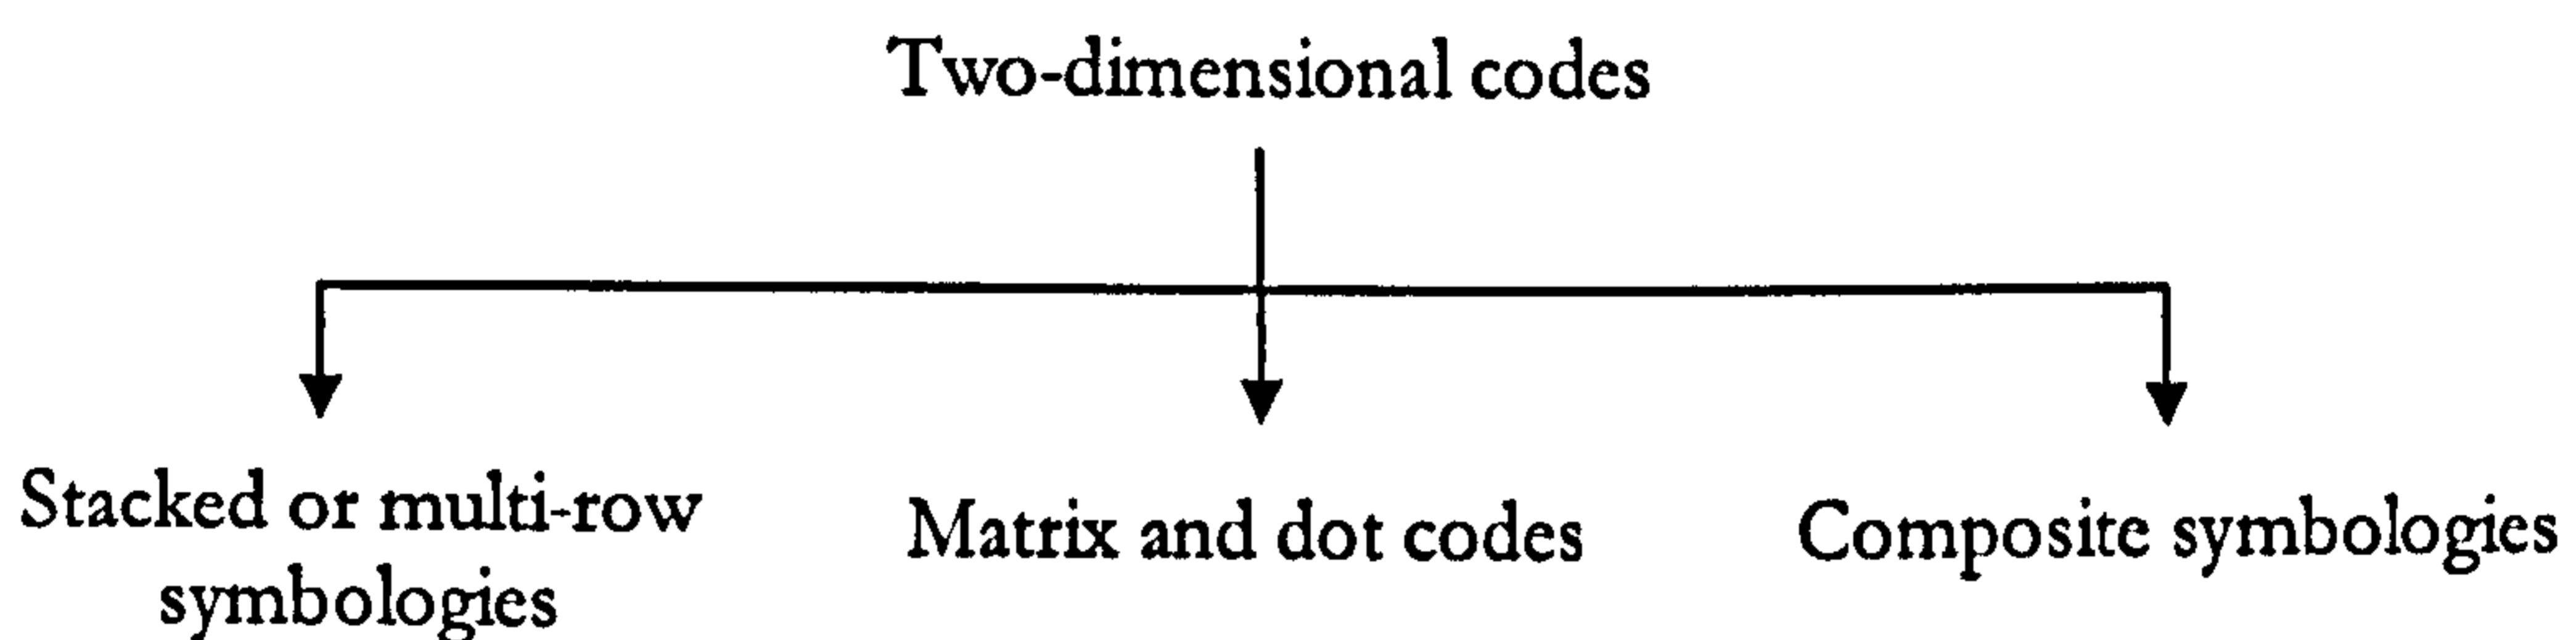 Two-dimensional codes
Stacked or multi-row
symbologies
Matrix and dot codes
Composite symbologies